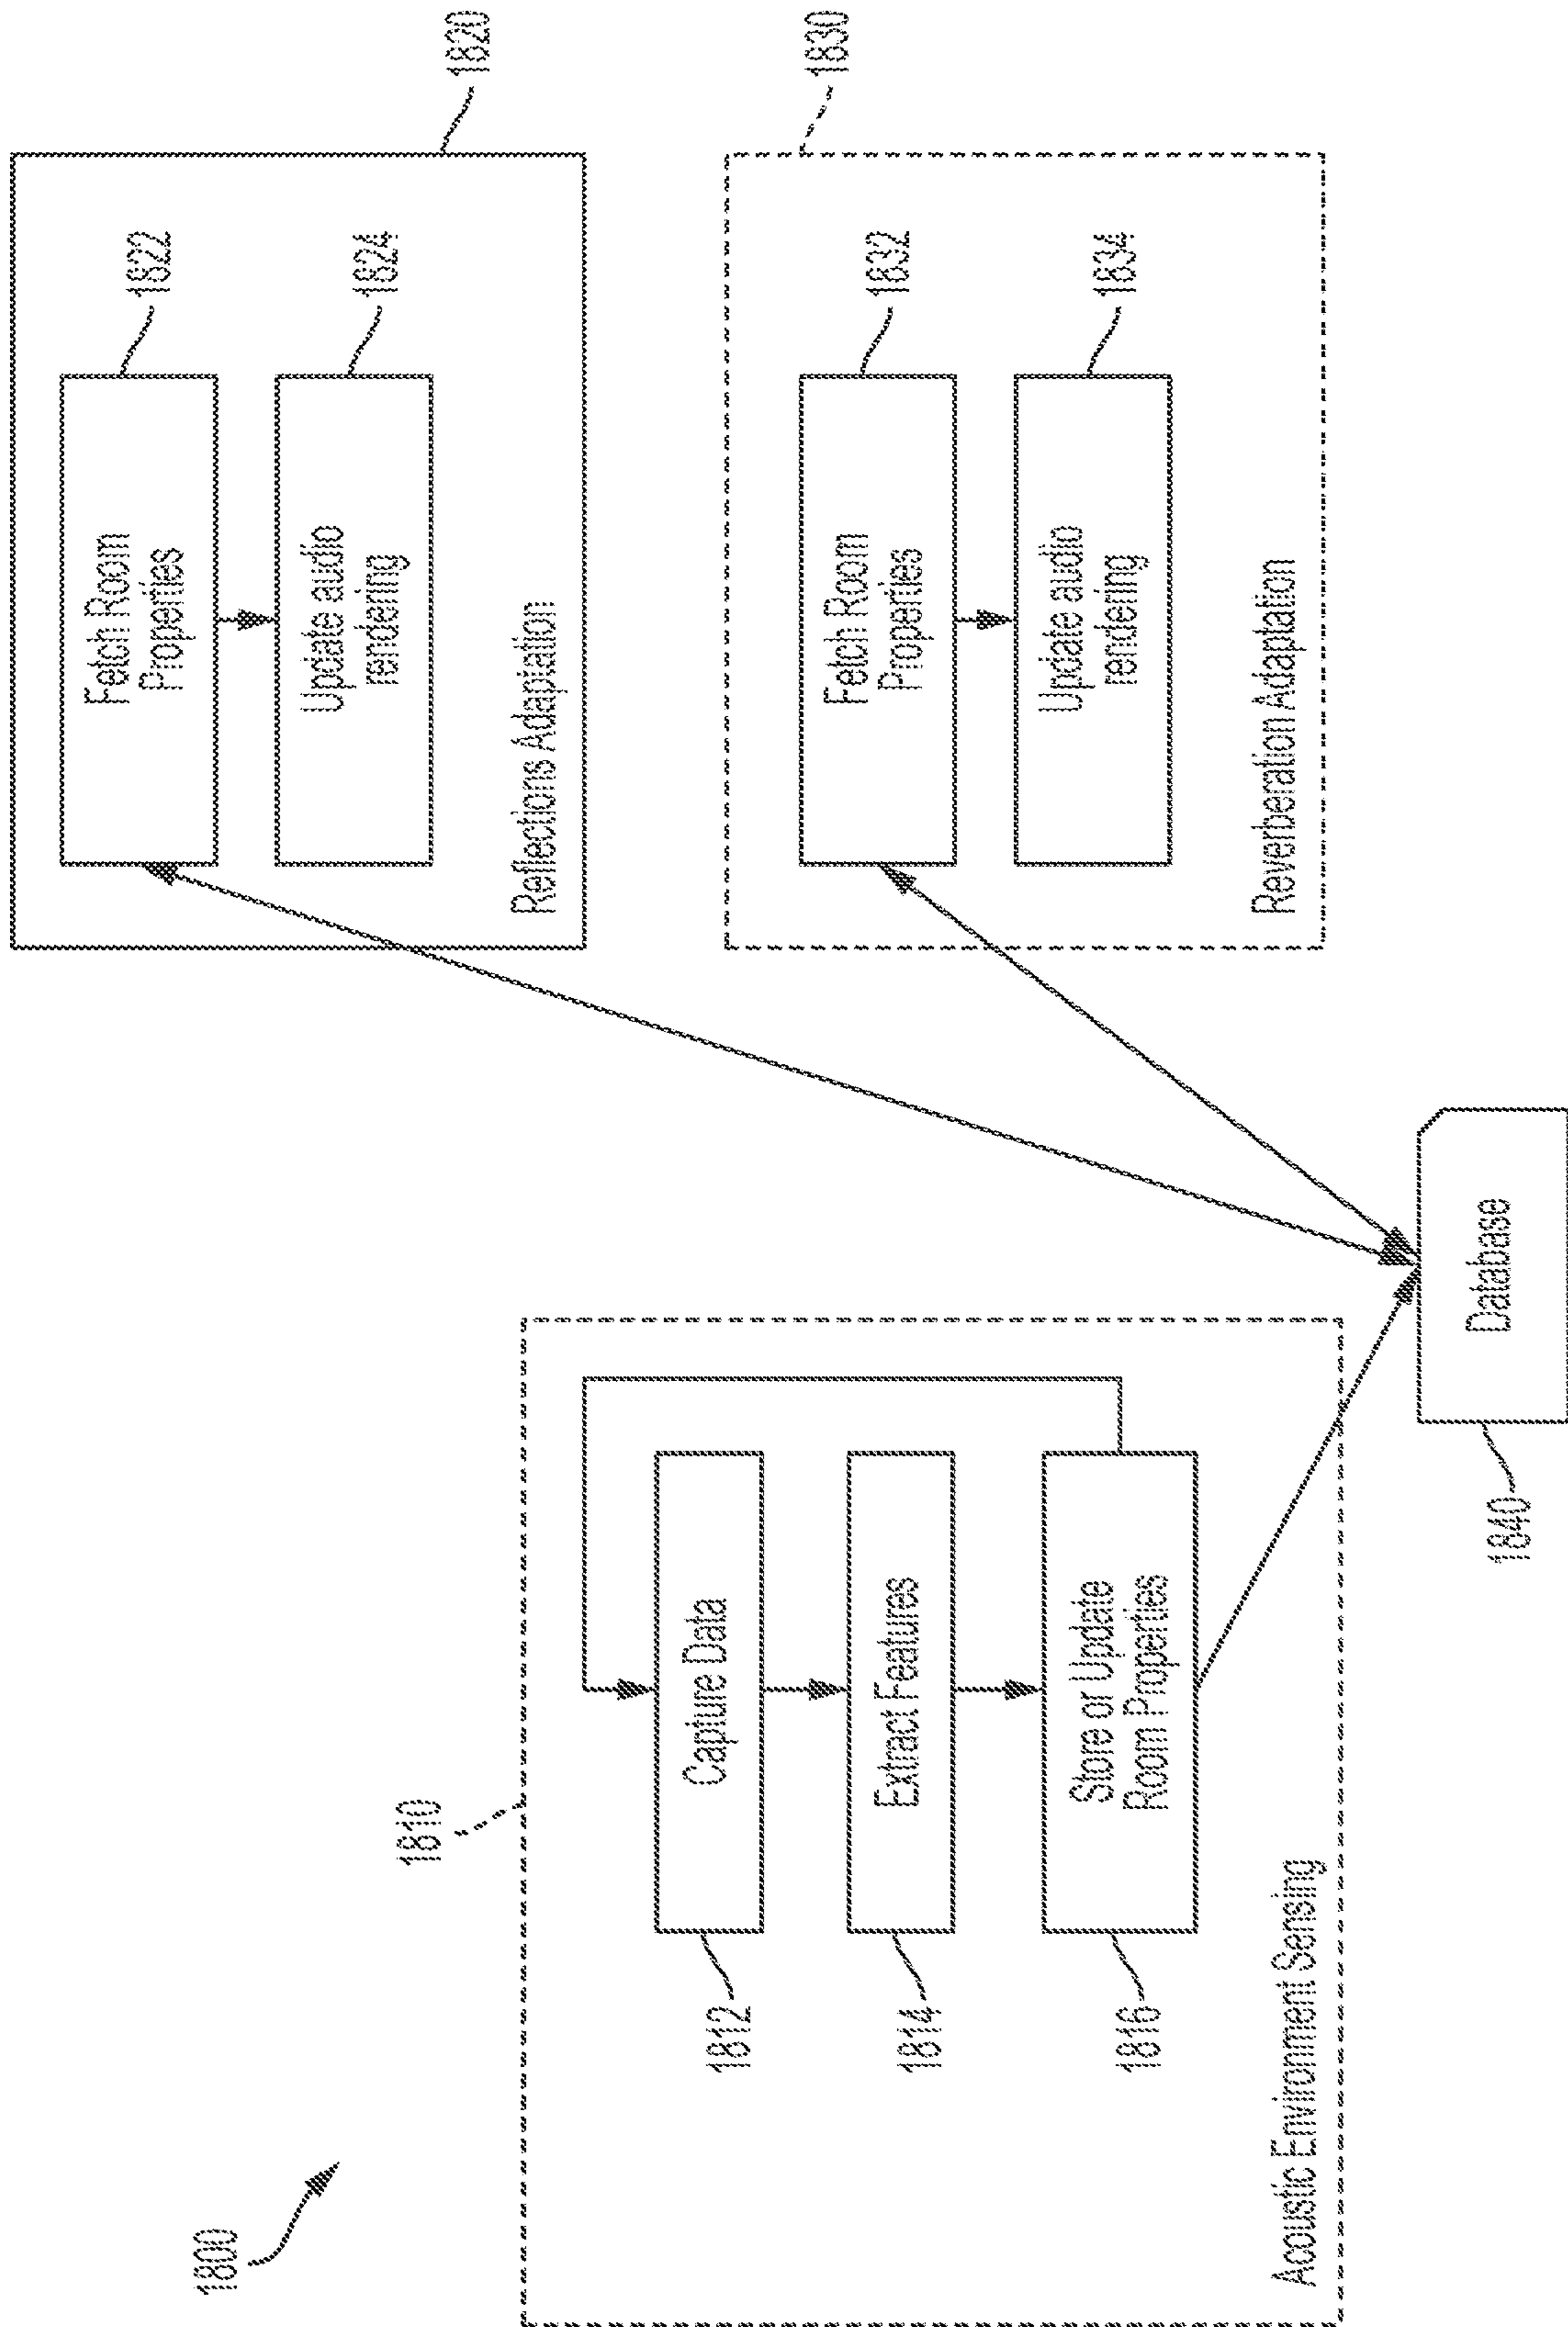 1800
1810
Capture Data
1812
Extract Features
1814
Store or Update
Room Properties
1816
Acoustic Environment Sensing
1820
Fetch Room
Properties
1822
Update audio
rendering
1824
Reflections Adaptation
1830
Fetch Room
Properties
1832
Update audio
rendering
1834
Reverberation Adaptation
Database
1840